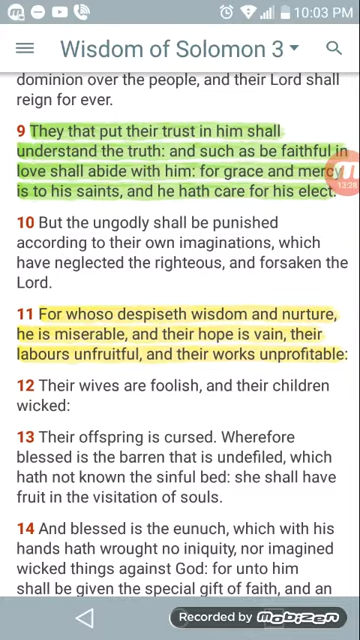 10:03 PM
Wisdom of Solomon 3
dominion over the people, and their Lord shall
reign for ever.
9 They that put their trust in him shall
understand the truth: and such as be faithful in
love shall abide with him: for grace and mercy
13:28
is to his saints, and he hath care for his elect.
10 But the ungodly shall be punished
according to their own imaginations, which
have neglected the righteous, and forsaken the
Lord.
11 For whoso despiseth wisdom and nurture,
he is miserable, and their hope is vain, their
labours unfruitful, and their works unprofitable:
12 Their wives are foolish, and their children
wicked:
13 Their offspring is cursed. Wherefore
blessed is the barren that is undefiled, which
hath not known the sinful bed: she shall have
fruit in the visitation of souls.
14 And blessed is the eunuch, which with his
hands hath wrought no iniquity, nor imagined
wicked things against God: for unto him
shall be given the special gift of faith, and an
Recorded by mobizen